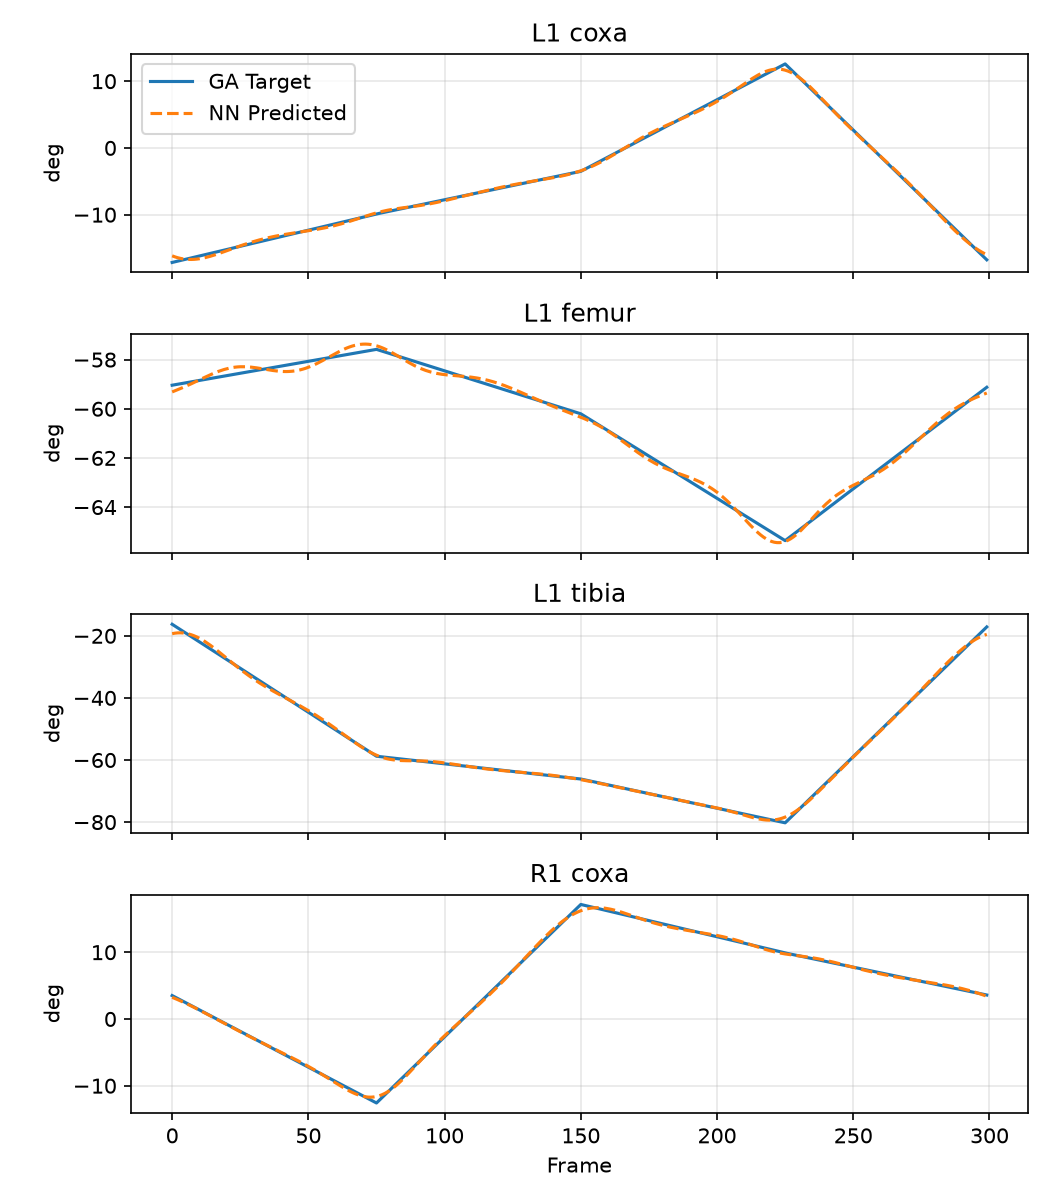 L1 coxa
10
0
−10
deg
GA Target
NN Predicted
L1 femur
−58
−60
−62
−64
deg
L1 tibia
−20
−40
−60
−80
deg
R1 coxa
10
0
−10
deg
0 50 100 150 200 250 300
Frame